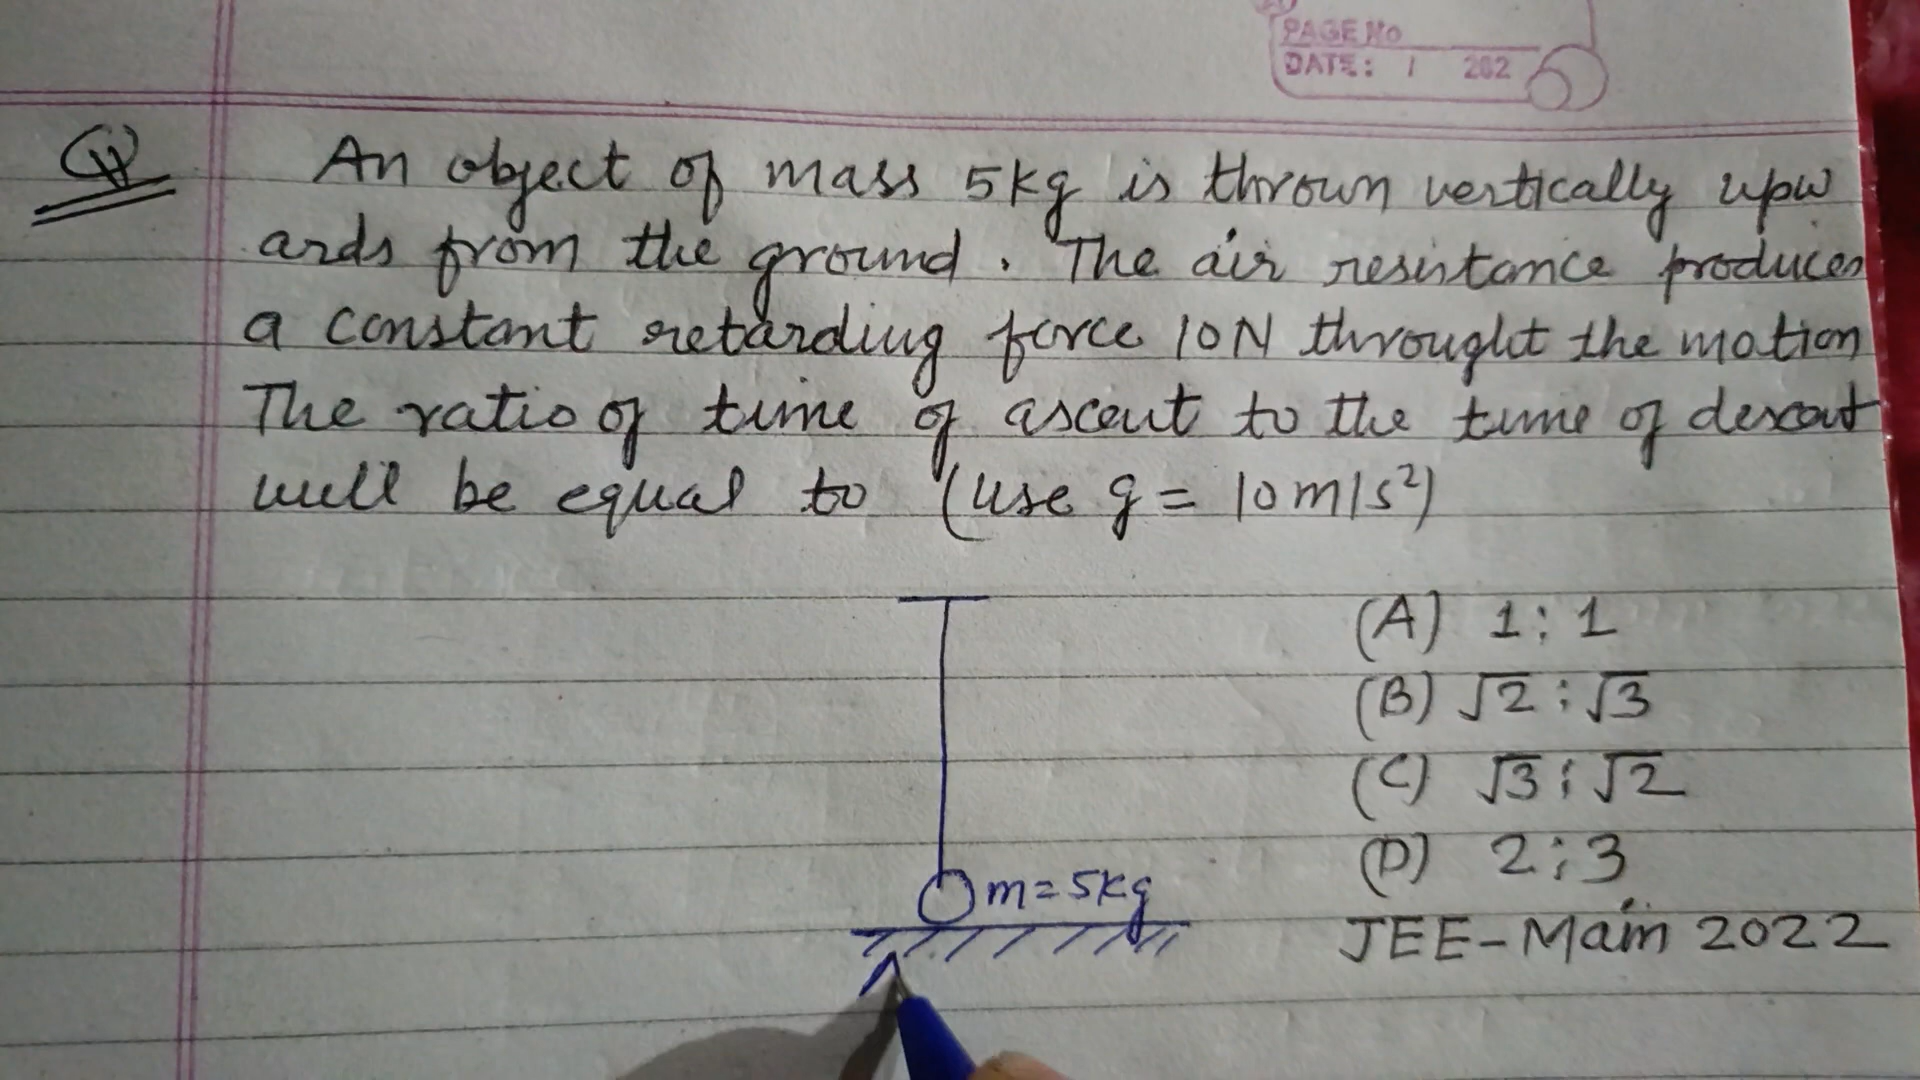 PAGE No
DATE: / 202
Q
An object of mass 5kg is thrown vertically upw
ards from the ground. The air resistance produces
a constant retarding force 10N throught the motion
The ratio of time of ascent to the time of descent
will be equal to (use g = 10m/s²)
(A) 1:1
(B) √2:√3
(C) √3:√2
(D) 2:3
m=5kg
JEE-Main 2022